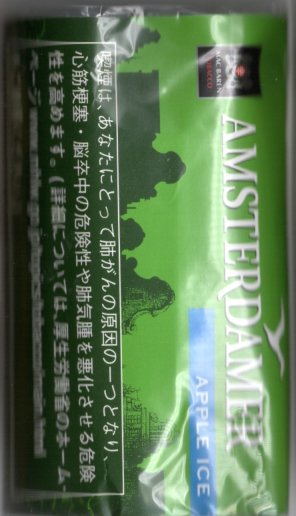 MAC BAREN
TOBACCO
AMSTERDAMER
APPLE ICE
喫煙は、あなたにとって肺がんの原因の一つとなり、
心筋梗塞・脳卒中の危険性や肺気腫を悪化させる危険
性を高めます。(詳細については、厚生労働省のホーム・
ページ